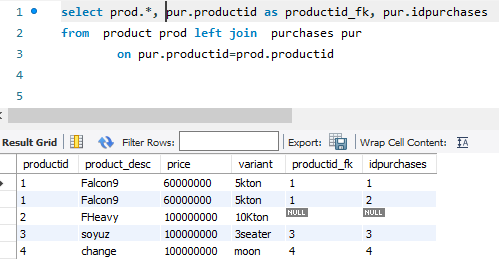 1 select prod.*, pur.productid as productid_fk, pur.idpurchases
2 from product prod left join purchases pur
3 on pur.productid=prod.productid
4
5
Result Grid Filter Rows: Export: Wrap Cell Content: IA
productid product_desc price variant productid_fk idpurchases
1 Falcon9 60000000 5kton 1 1
1 Falcon9 60000000 5kton 1 2
2 FHeavy 100000000 10Kton NULL NULL
3 soyuz 100000000 3seater 3 3
4 change 100000000 moon 4 4